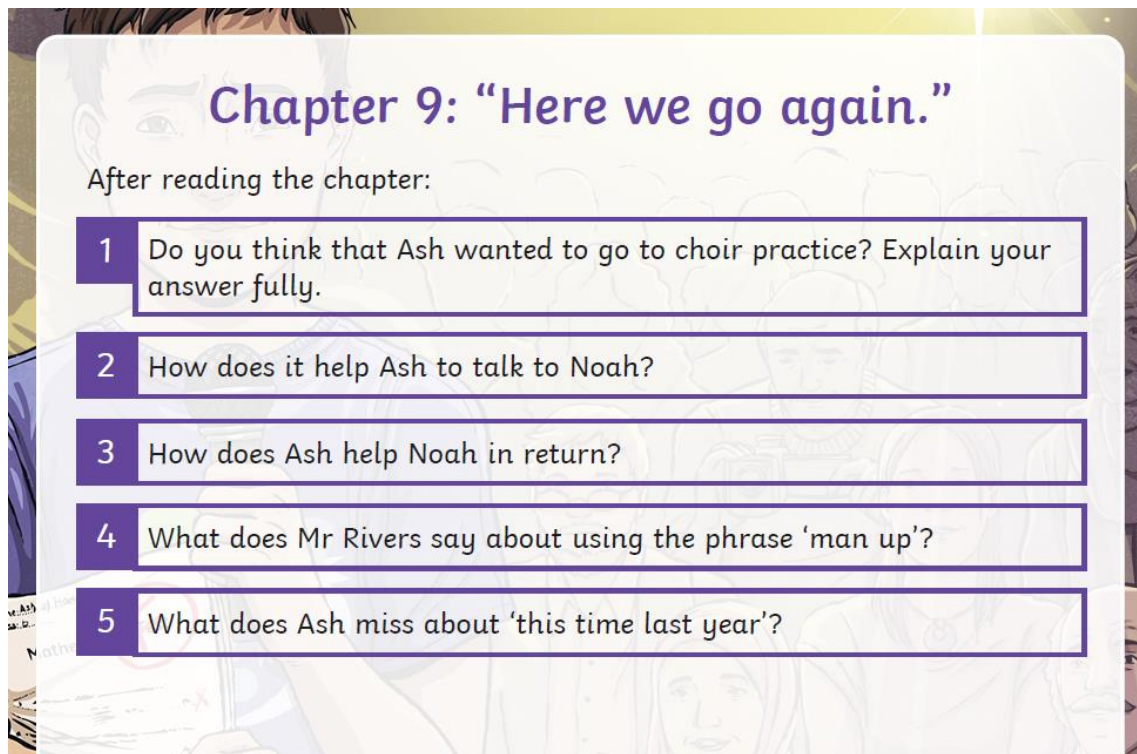 Chapter 9: “Here we go again.”
After reading the chapter:
1
Do you think that Ash wanted to go to choir practice? Explain your
answer fully.
2
How does it help Ash to talk to Noah?
3
How does Ash help Noah in return?
4
What does Mr Rivers say about using the phrase ‘man up’?
5
What does Ash miss about ‘this time last year’?